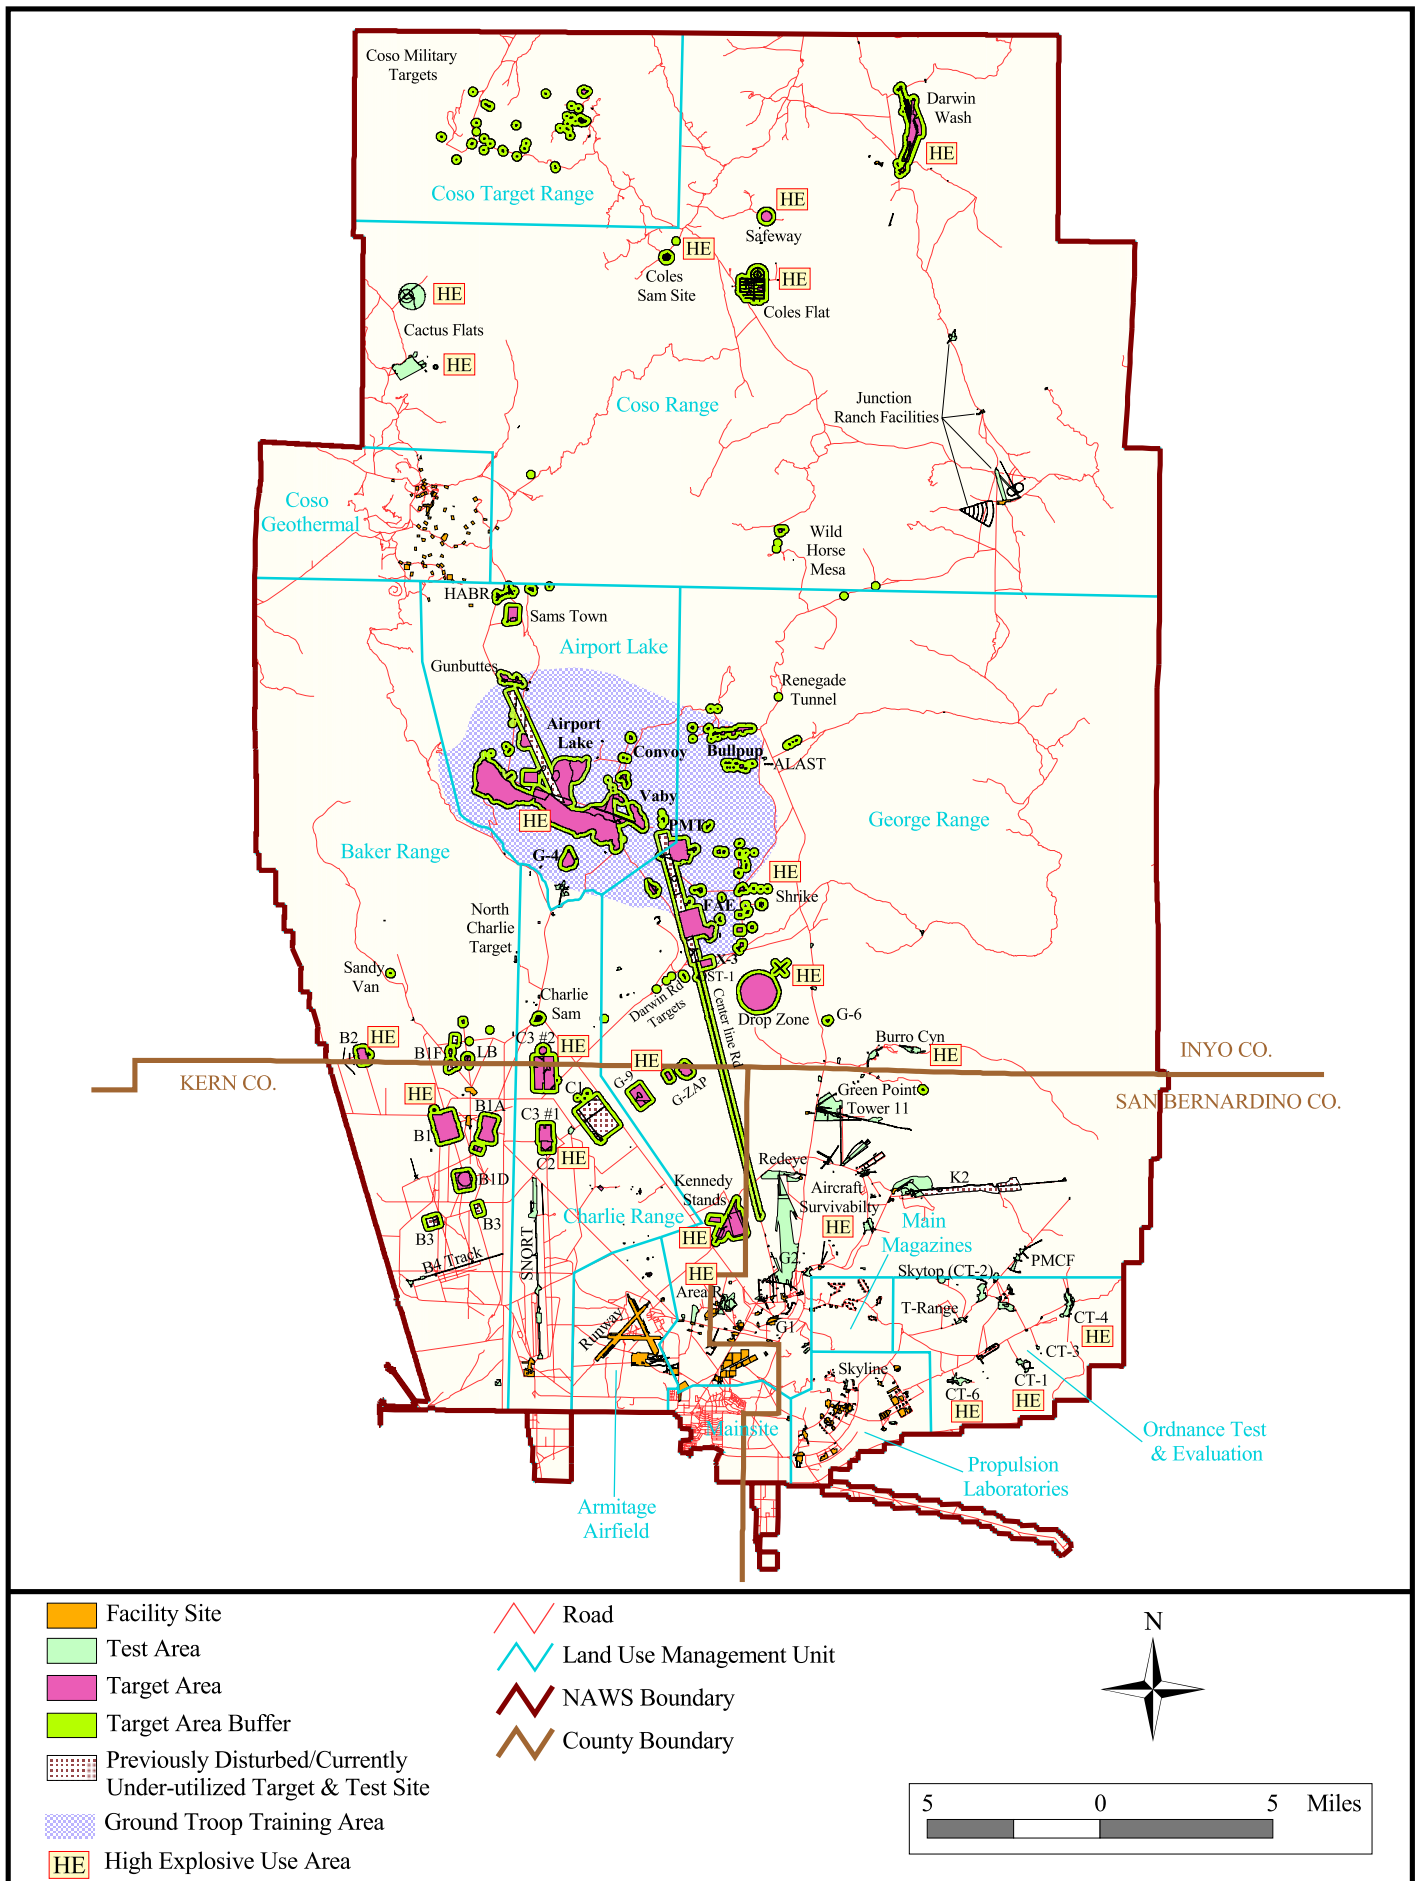 Coso Military
Targets
Darwin
Wash
HE
Coso Target Range
HE
Safeway
HE
Coles
Sam Site
HE
Coles Flat
HE
Cactus Flats
HE
Coso Range
Junction
Ranch Facilities
Coso
Geothermal
Wild
Horse
Mesa
HABR
Sams Town
Airport Lake
Gunbuttes
Renegade
Tunnel
Airport
Lake
Convoy
Bullpup
ALAST
Vaby
HE
PMT
George Range
Baker Range
G-4
HE
Shrike
FAE
North
Charlie
Target
X-3
ST-1
Sandy
Van
HE
Darwin Rd
Targets
Center line Rd
Drop Zone
G-6
Charlie
Sam
B2
HE
B1F
LB
C3 #2
HE
HE
Burro Cyn
HE
INYO CO.
KERN CO.
G-9
G-ZAP
Green Point
Tower 11
SAN BERNARDINO CO.
HE
B1A
C1
C3 #1
B1
C2
HE
B1D
Redeye
K2
Kennedy
Stands
Aircraft
Survivabilty
HE
B3
B3
Charlie Range
Main
Magazines
HE
SNORT
B4 Track
G2
PMCF
HE
Skytop (CT-2)
Area R
T-Range
CT-4
HE
Runway
G1
CT-3
Skyline
CT-1
HE
CT-6
HE
Mainsite
Ordnance Test
& Evaluation
Propulsion
Laboratories
Armitage
Airfield
Facility Site
Test Area
Target Area
Target Area Buffer
Previously Disturbed/Currently
Under-utilized Target & Test Site
Ground Troop Training Area
HE High Explosive Use Area
Road
Land Use Management Unit
NAWS Boundary
County Boundary
N
5 0 5 Miles